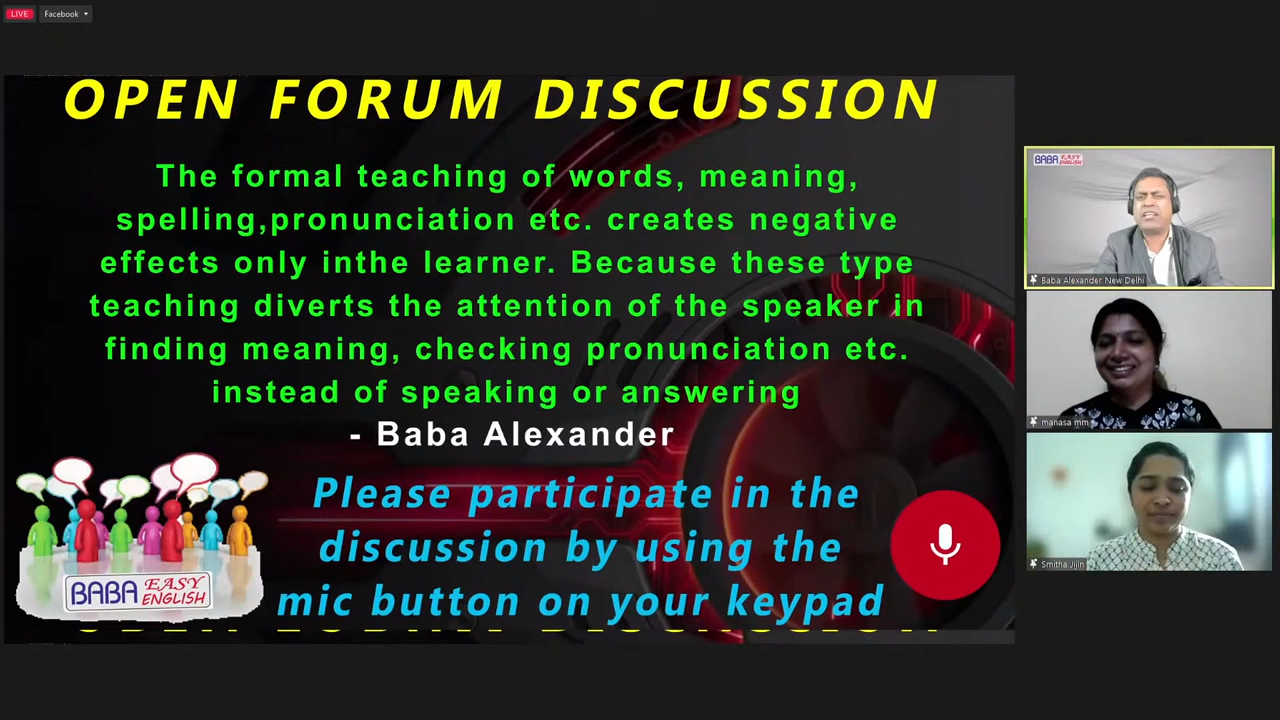 LIVE
Facebook
OPEN FORUM DISCUSSION
The formal teaching of words, meaning,
spelling,pronunciation etc. creates negative
effects only inthe learner. Because these type
teaching diverts the attention of the speaker in
finding meaning, checking pronunciation etc.
instead of speaking or answering
- Baba Alexander
Please participate in the
discussion by using the
mic button on your keypad
BABA EASY ENGLISH
BABA EASY ENGLISH
Baba Alexander New Delhi
manasa mm
Smitha Jijin